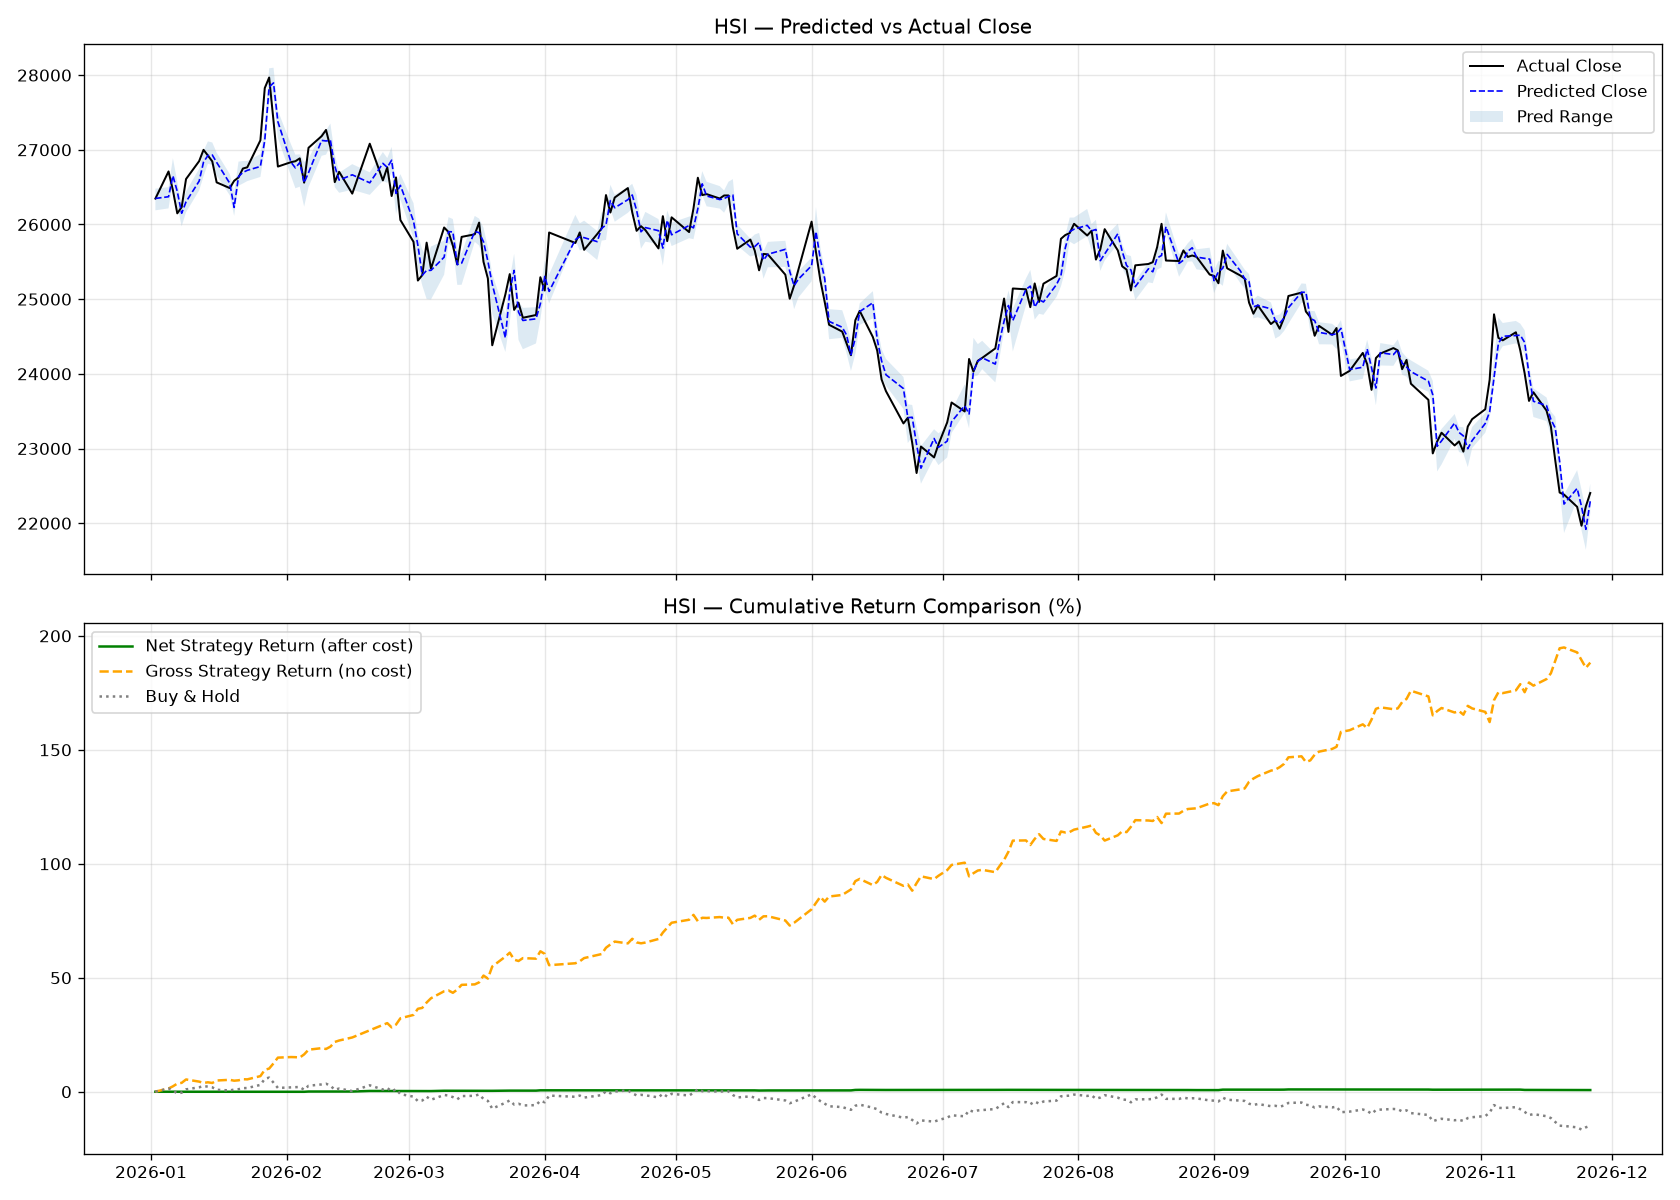 HSI — Predicted vs Actual Close
28000
27000
26000
25000
24000
23000
22000
Actual Close
Predicted Close
Pred Range
HSI — Cumulative Return Comparison (%)
200
150
100
50
0
Net Strategy Return (after cost)
Gross Strategy Return (no cost)
Buy & Hold
2026-01 2026-02 2026-03 2026-04 2026-05 2026-06 2026-07 2026-08 2026-09 2026-10 2026-11 2026-12